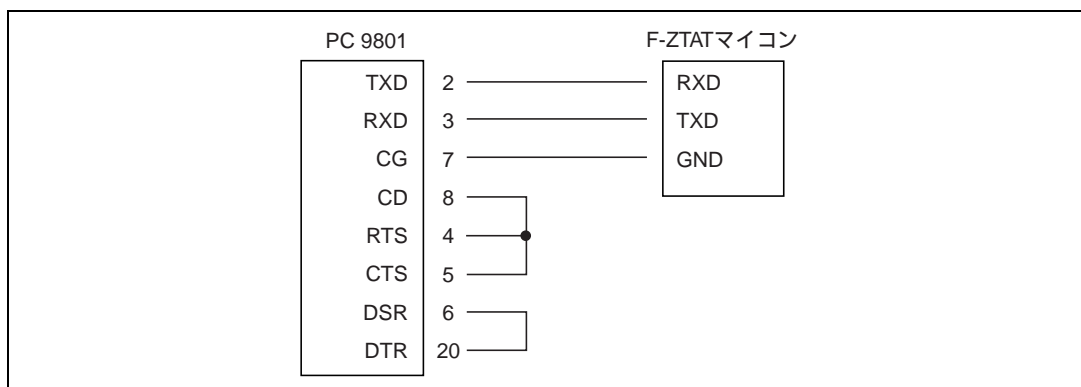 PC 9801 F-ZTATマイコン
TXD 2 RXD
RXD 3 TXD
CG 7 GND
CD 8
RTS 4
CTS 5
DSR 6
DTR 20